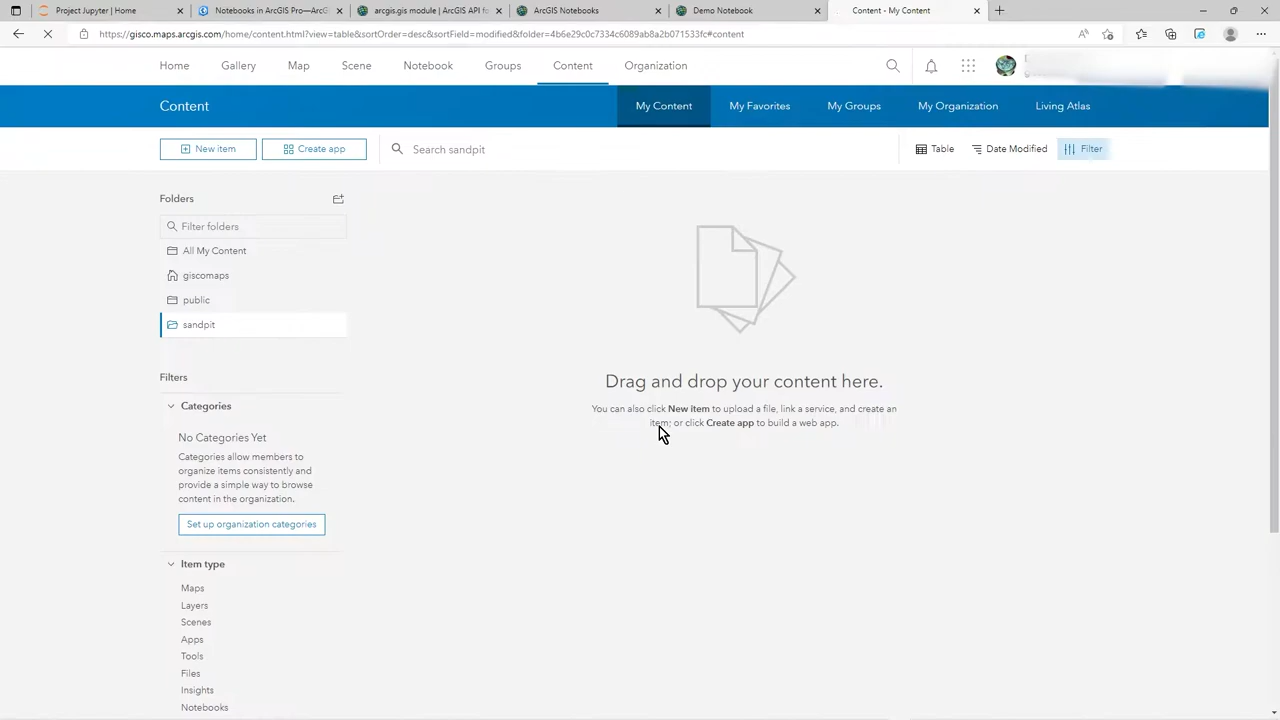 Project Jupyter | Home
Notebooks in ArcGIS Pro—ArcG
arcgis.gis module | ArcGIS API fo
ArcGIS Notebooks
Demo Notebook
Content - My Content
https://gisco.maps.arcgis.com/home/content.html?view=table&sortOrder=desc&sortField=modified&folder=4b6e29c0c7334c6089ab8a2b071533fc#content
Home
Gallery
Map
Scene
Notebook
Groups
Content
Organization
Content
My Content
My Favorites
My Groups
My Organization
Living Atlas
New item
Create app
Search sandpit
Table
Date Modified
Filter
Folders
Filter folders
All My Content
giscomaps
public
sandpit
Filters
Categories
No Categories Yet
Categories allow members to
organize items consistently and
provide a simple way to browse
content in the organization.
Set up organization categories
Item type
Maps
Layers
Scenes
Apps
Tools
Files
Insights
Notebooks
Drag and drop your content here.
You can also click New item to upload a file, link a service, and create an
item; or click Create app to build a web app.